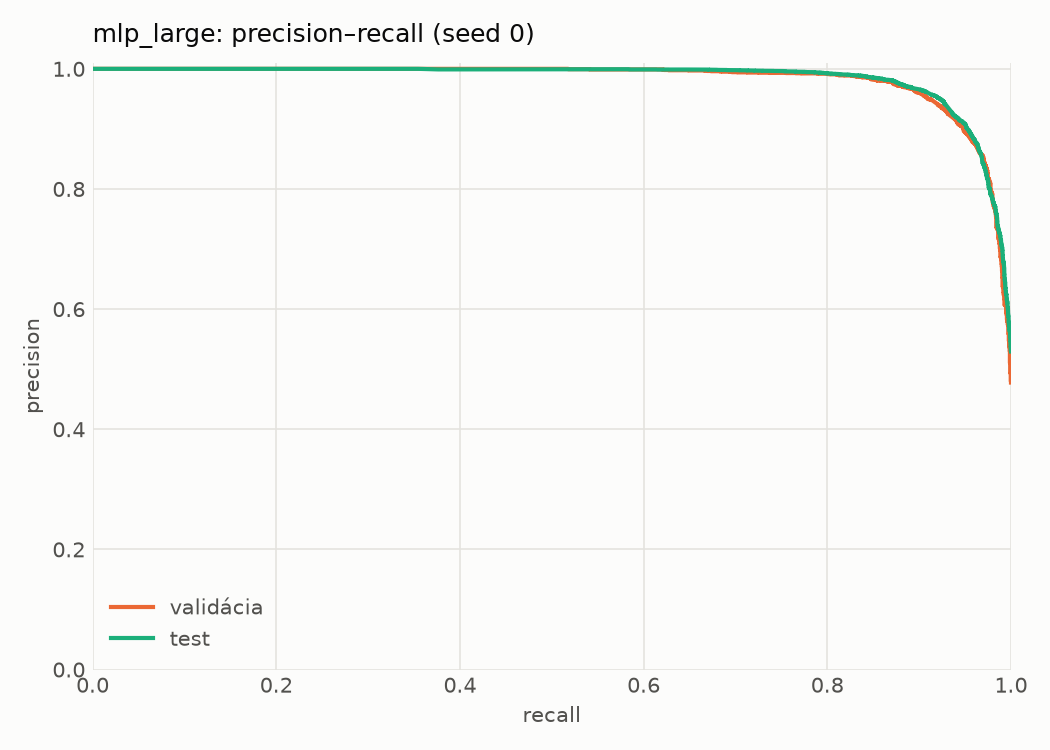 mlp_large: precision–recall (seed 0)
1.0
0.8
0.6
0.4
0.2
0.0
precision
validácia
test
0.0 0.2 0.4 0.6 0.8 1.0
recall